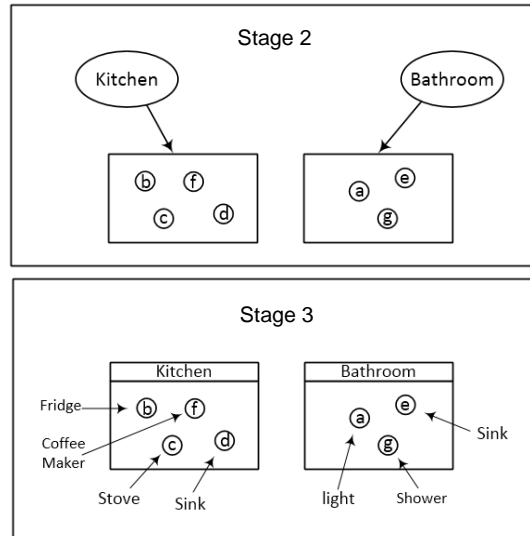 Stage 2
Kitchen
Bathroom
b
f
c
d
a
e
g
Stage 3
Kitchen
Bathroom
Fridge
b
f
Coffee
Maker
c
d
Stove
Sink
a
e
g
Sink
light
Shower